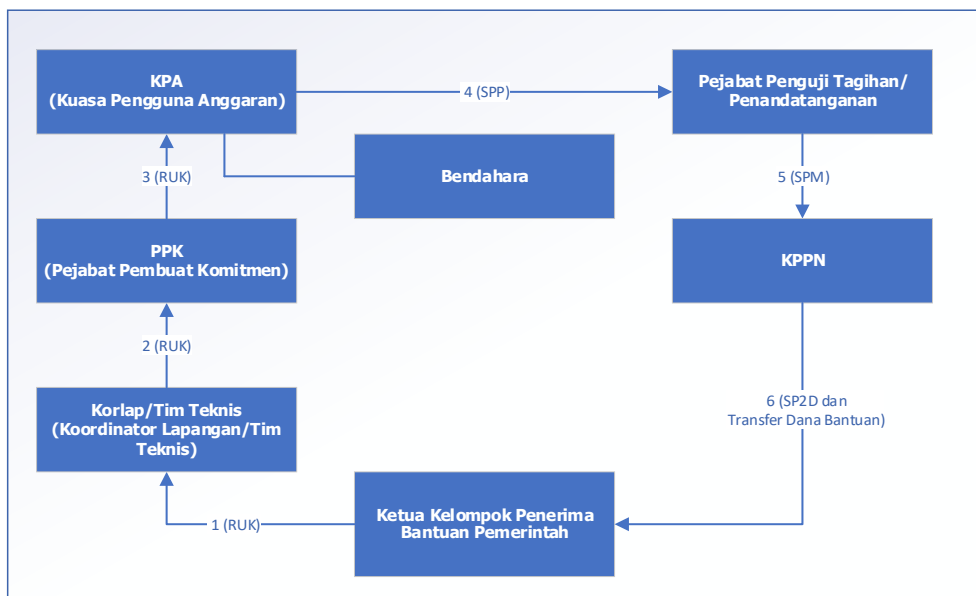 KPA
(Kuasa Pengguna Anggaran)
4 (SPP)
Pejabat Penguji Tagihan/
Penandatanganan
3 (RUK)
Bendahara
5 (SPM)
PPK
(Pejabat Pembuat Komitmen)
KPPN
2 (RUK)
Korlap/Tim Teknis
(Koordinator Lapangan/Tim
Teknis)
6 (SP2D dan
Transfer Dana Bantuan)
1 (RUK)
Ketua Kelompok Penerima
Bantuan Pemerintah